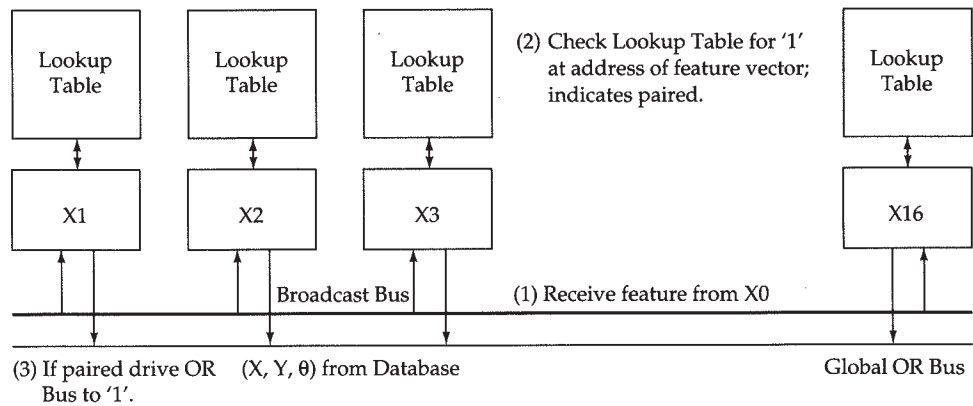 Lookup
Table
Lookup
Table
Lookup
Table
(2) Check Lookup Table for '1'
at address of feature vector;
indicates paired.
Lookup
Table
X1
X2
X3
X16
Broadcast Bus
(1) Receive feature from X0
(3) If paired drive OR
Bus to '1'.
(X, Y, θ) from Database
Global OR Bus